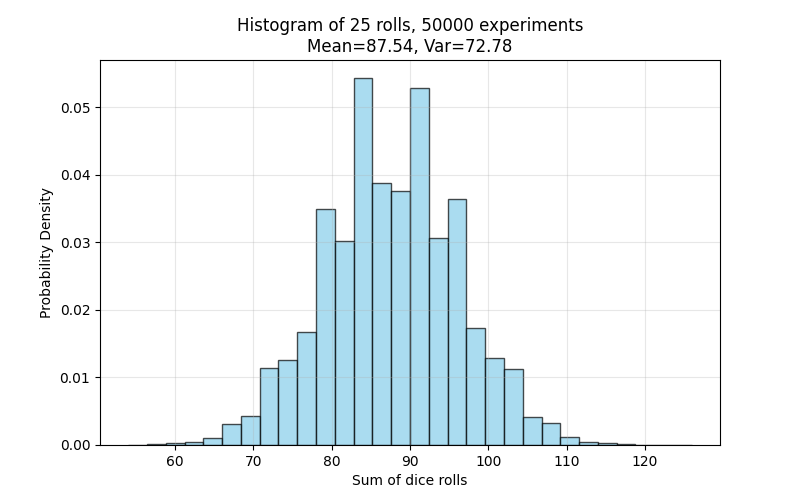 Histogram of 25 rolls, 50000 experiments
Mean=87.54, Var=72.78
Probability Density
0.05
0.04
0.03
0.02
0.01
0.00
60 70 80 90 100 110 120
Sum of dice rolls